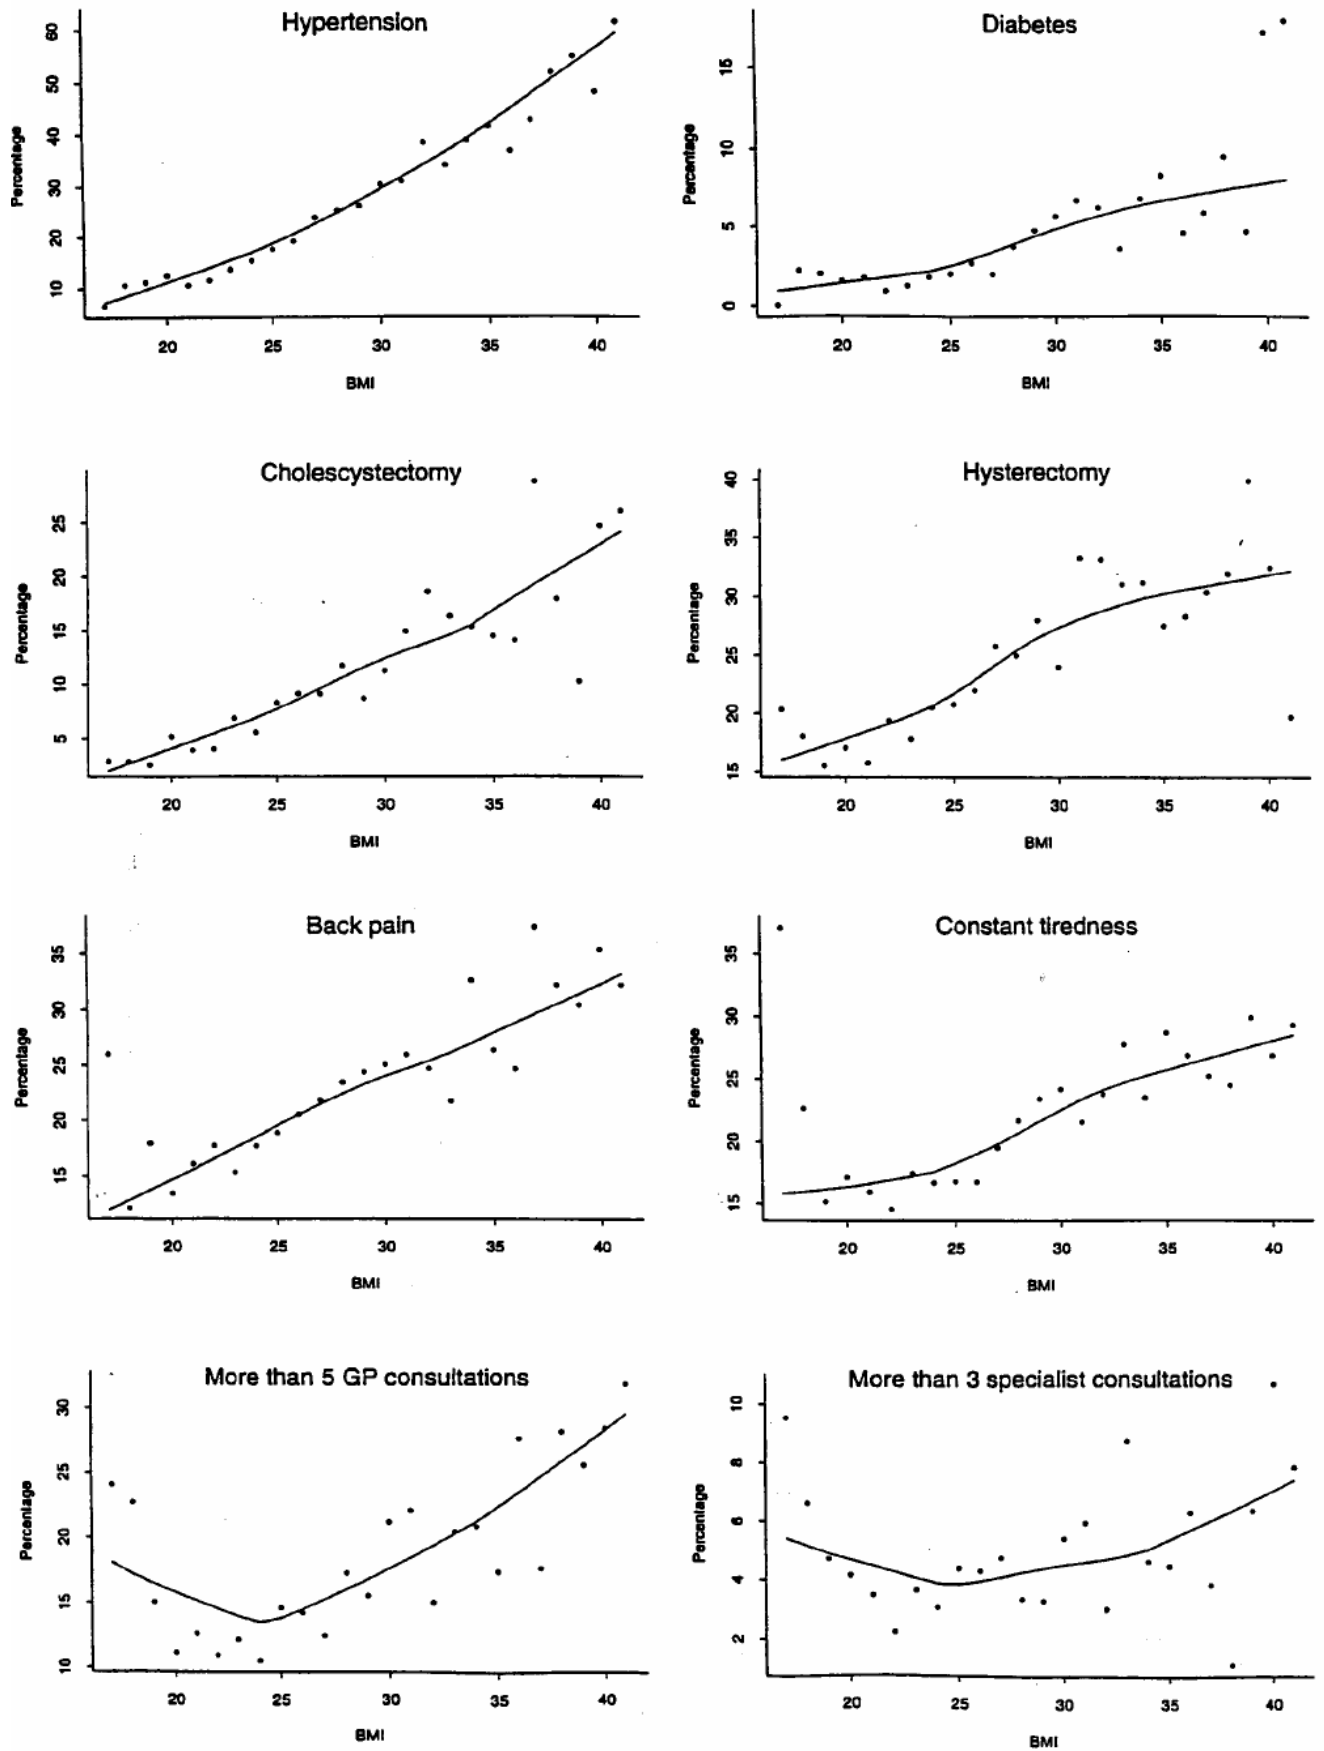 Hypertension
Percentage
60
50
40
30
20
10
20 25 30 35 40
BMI
Diabetes
Percentage
15
10
5
0
20 25 30 35 40
BMI
Cholescystectomy
Percentage
25
20
15
10
5
20 25 30 35 40
BMI
Hysterectomy
Percentage
40
35
30
25
20
15
20 25 30 35 40
BMI
Back pain
Percentage
35
30
25
20
15
20 25 30 35 40
BMI
Constant tiredness
Percentage
35
30
25
20
15
20 25 30 35 40
BMI
More than 5 GP consultations
Percentage
30
25
20
15
10
20 25 30 35 40
BMI
More than 3 specialist consultations
Percentage
10
8
6
4
2
20 25 30 35 40
BMI